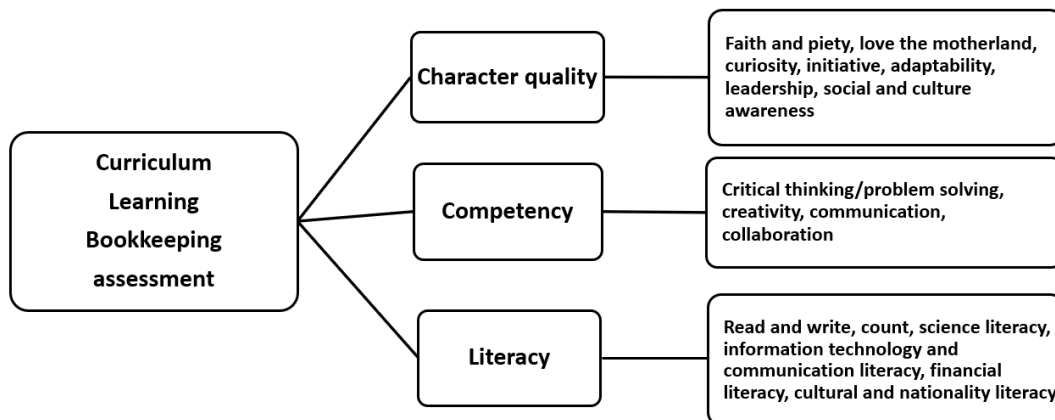 Curriculum
Learning
Bookkeeping
assessment
Character quality
Faith and piety, love the motherland,
curiosity, initiative, adaptability,
leadership, social and culture
awareness
Competency
Critical thinking/problem solving,
creativity, communication,
collaboration
Literacy
Read and write, count, science literacy,
information technology and
communication literacy, financial
literacy, cultural and nationality literacy